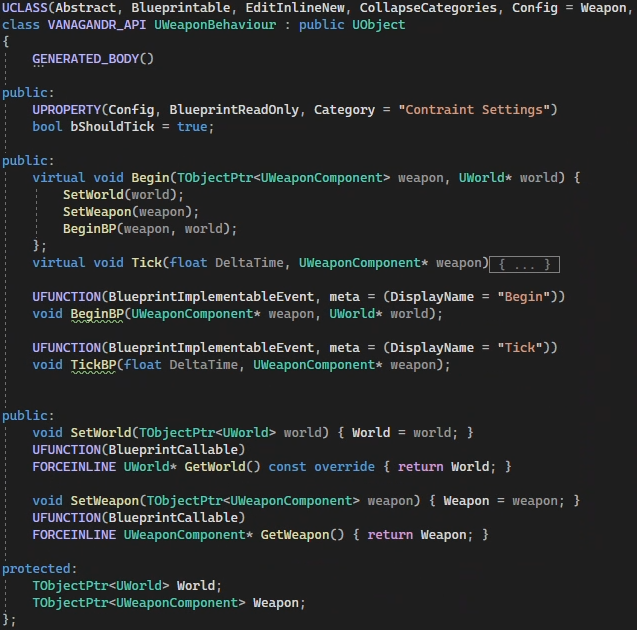 UCLASS(Abstract, Blueprintable, EditInlineNew, CollapseCategories, Config = Weapon,
class VANAGANDR_API UWeaponBehaviour : public UObject
{
GENERATED_BODY()
public:
UPROPERTY(Config, BlueprintReadOnly, Category = "Contraint Settings")
bool bShouldTick = true;
public:
virtual void Begin(TObjectPtr<UWeaponComponent> weapon, UWorld* world) {
SetWorld(world);
SetWeapon(weapon);
BeginBP(weapon, world);
};
virtual void Tick(float DeltaTime, UWeaponComponent* weapon){ ... }
UFUNCTION(BlueprintImplementableEvent, meta = (DisplayName = "Begin"))
void BeginBP(UWeaponComponent* weapon, UWorld* world);
UFUNCTION(BlueprintImplementableEvent, meta = (DisplayName = "Tick"))
void TickBP(float DeltaTime, UWeaponComponent* weapon);
public:
void SetWorld(TObjectPtr<UWorld> world) { World = world; }
UFUNCTION(BlueprintCallable)
FORCEINLINE UWorld* GetWorld() const override { return World; }
void SetWeapon(TObjectPtr<UWeaponComponent> weapon) { Weapon = weapon; }
UFUNCTION(BlueprintCallable)
FORCEINLINE UWeaponComponent* GetWeapon() { return Weapon; }
protected:
TObjectPtr<UWorld> World;
TObjectPtr<UWeaponComponent> Weapon;
};